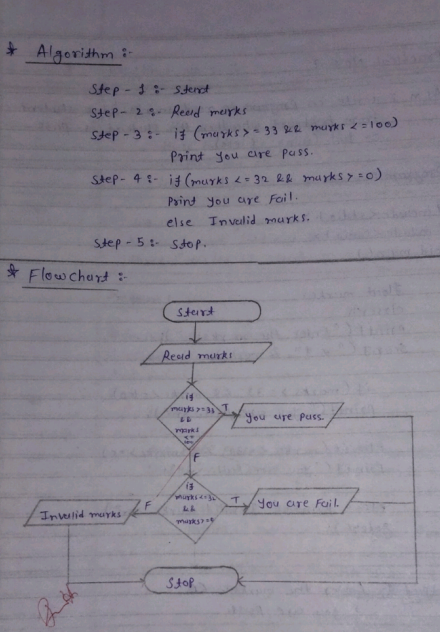 * Algorithm :-
Step - 1 :- Start
Step - 2 :- Read marks
Step - 3 :- if (marks > = 33 && marks < = 100)
Print you are pass.
Step - 4 :- if (marks < = 32 && marks > = 0)
Print you are Fail.
else Invalid marks.
Step - 5 :- Stop.
* Flowchart :-
Start
Read marks
if
marks > = 33
&&
marks
<=
100
T
You are pass
F
if
marks < = 32
&&
marks > = 0
T
You are Fail.
F
Invalid marks.
Stop